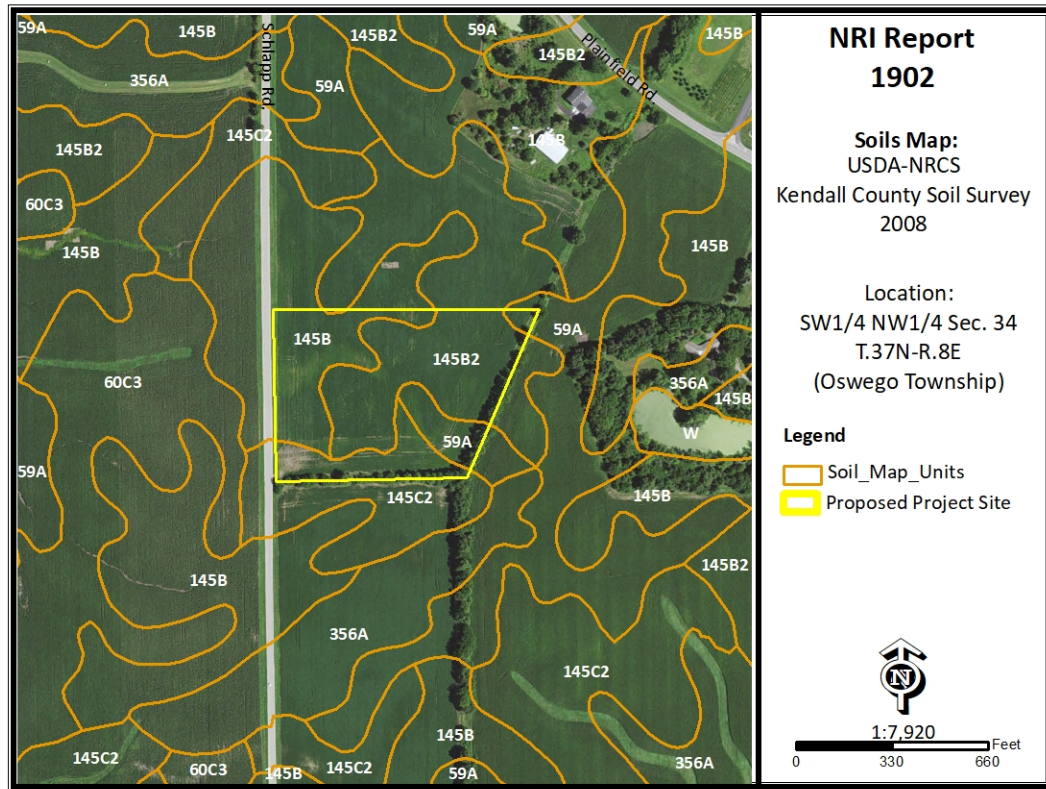 59A
145B
145B2
59A
145B2
145B
Schlapp Rd.
Plainfield Rd.
356A
59A
145B2
145C2
145B
60C3
145B
145B
145B
145B2
59A
60C3
356A
145B
W
59A
59A
145C2
145B
145B
145B2
356A
145C2
145B
145C2
60C3
145B
145C2
59A
356A
NRI Report
1902
Soils Map:
USDA-NRCS
Kendall County Soil Survey
2008
Location:
SW1/4 NW1/4 Sec. 34
T.37N-R.8E
(Oswego Township)
Legend
Soil_Map_Units
Proposed Project Site
N
1:7,920
Feet
0 330 660